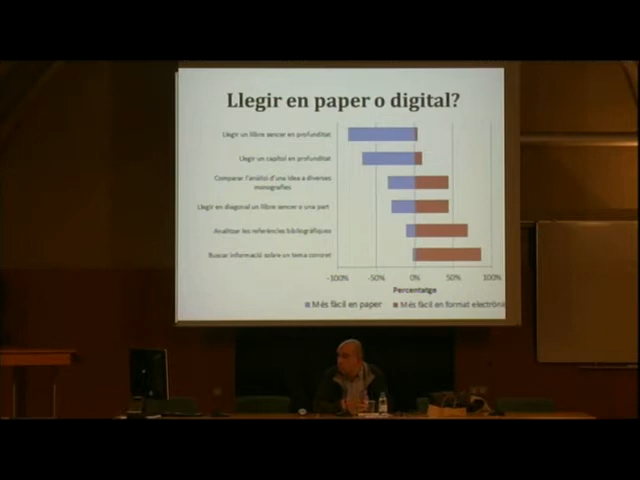 Llegir en paper o digital?
Llegir un llibre sencer en profunditat
Llegir un capítol en profunditat
Comparar l'anàlisi d'una idea a diverses
monografies
Llegir en diagonal un llibre sencer o una part
Analitzar les referències bibliogràfiques
Buscar informació sobre un tema concret
-100% -50% 0% 50% 100%
Percentatge
Més fàcil en paper Més fàcil en format electròni